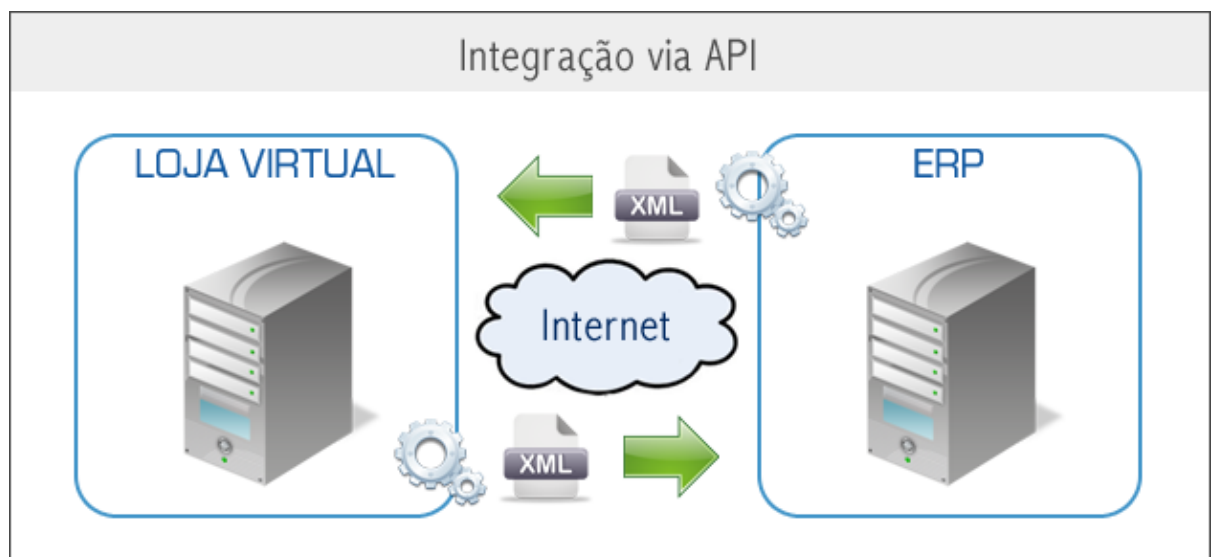 Integração via API
LOJA VIRTUAL
XML
ERP
Internet
XML